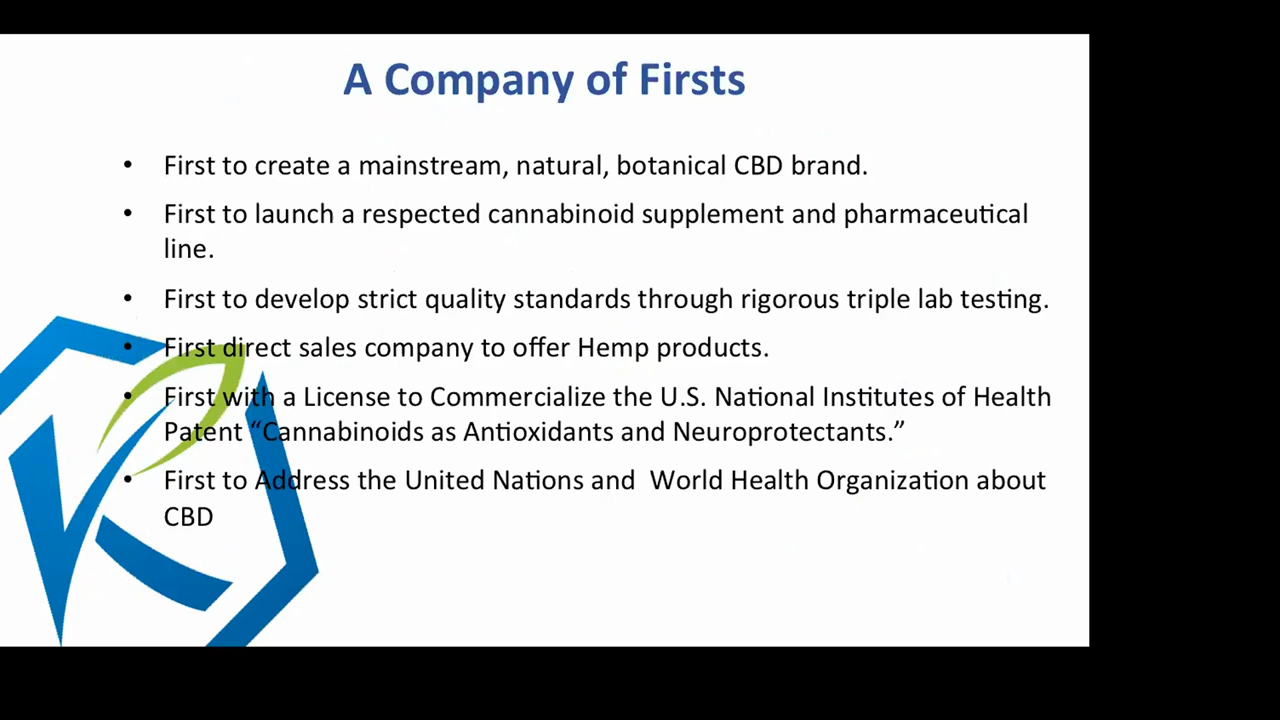 A Company of Firsts
• First to create a mainstream, natural, botanical CBD brand.
• First to launch a respected cannabinoid supplement and pharmaceutical
line.
• First to develop strict quality standards through rigorous triple lab testing.
• First direct sales company to offer Hemp products.
• First with a License to Commercialize the U.S. National Institutes of Health
Patent “Cannabinoids as Antioxidants and Neuroprotectants.”
• First to Address the United Nations and  World Health Organization about
CBD